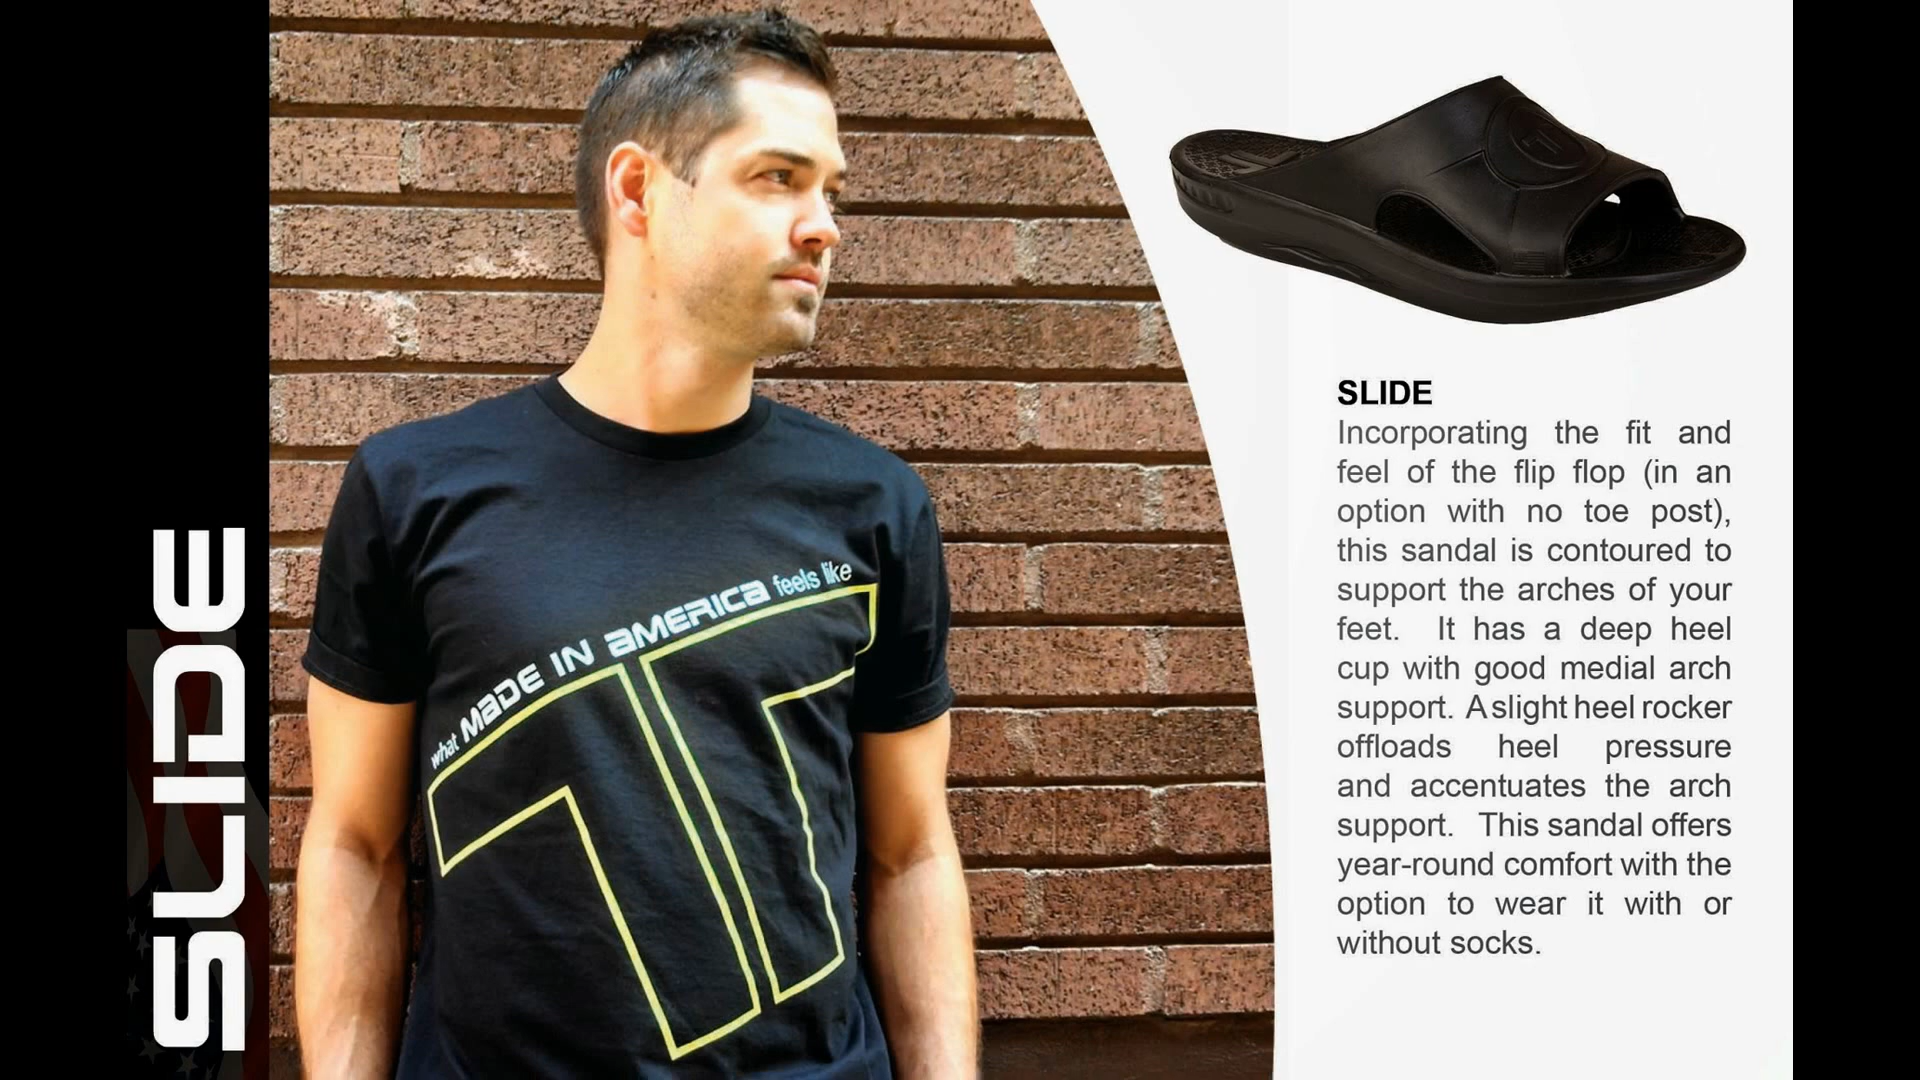 SLIDE
what MADE IN AMERICA feels like
SLIDE
Incorporating the fit and
feel of the flip flop (in an
option with no toe post),
this sandal is contoured to
support the arches of your
feet. It has a deep heel
cup with good medial arch
support. A slight heel rocker
offloads heel pressure
and accentuates the arch
support. This sandal offers
year-round comfort with the
option to wear it with or
without socks.